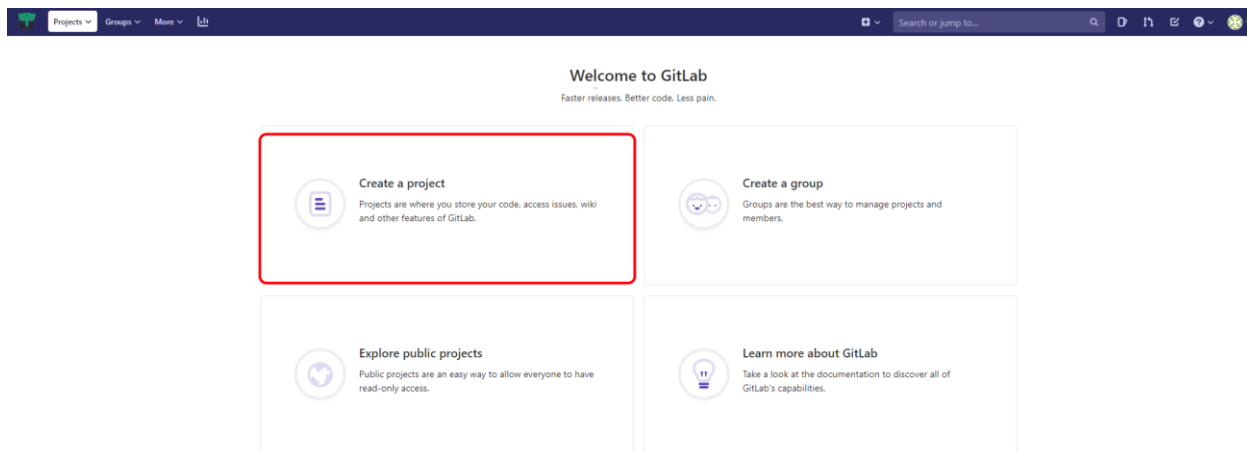 Projects Groups More Search or jump to...
Welcome to GitLab
Faster releases. Better code. Less pain.
Create a project
Projects are where you store your code, access issues, wiki
and other features of GitLab.
Create a group
Groups are the best way to manage projects and
members.
Explore public projects
Public projects are an easy way to allow everyone to have
read-only access.
Learn more about GitLab
Take a look at the documentation to discover all of
GitLab's capabilities.